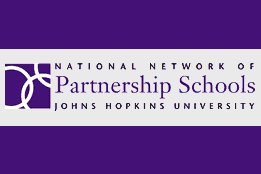 NATIONAL NETWORK OF
Partnership Schools
JOHNS HOPKINS UNIVERSITY